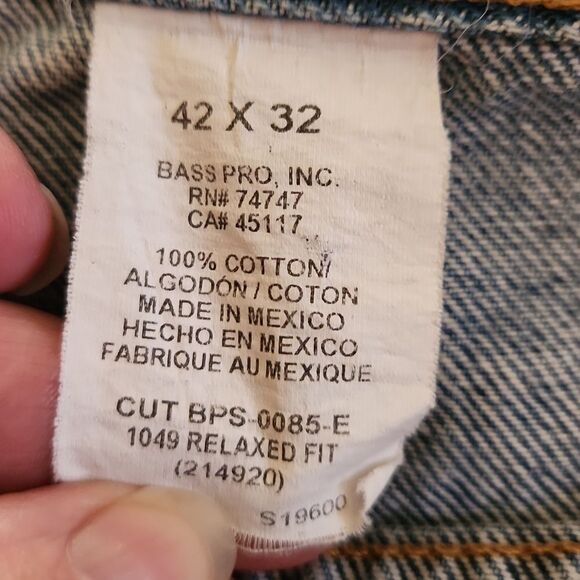 42 X 32
BASS PRO, INC.
RN# 74747
CA# 45117
100% COTTON/
ALGODÓN / COTON
MADE IN MEXICO
HECHO EN MEXICO
FABRIQUE AU MEXIQUE
CUT BPS-0085-E
1049 RELAXED FIT
(214920)
S19600